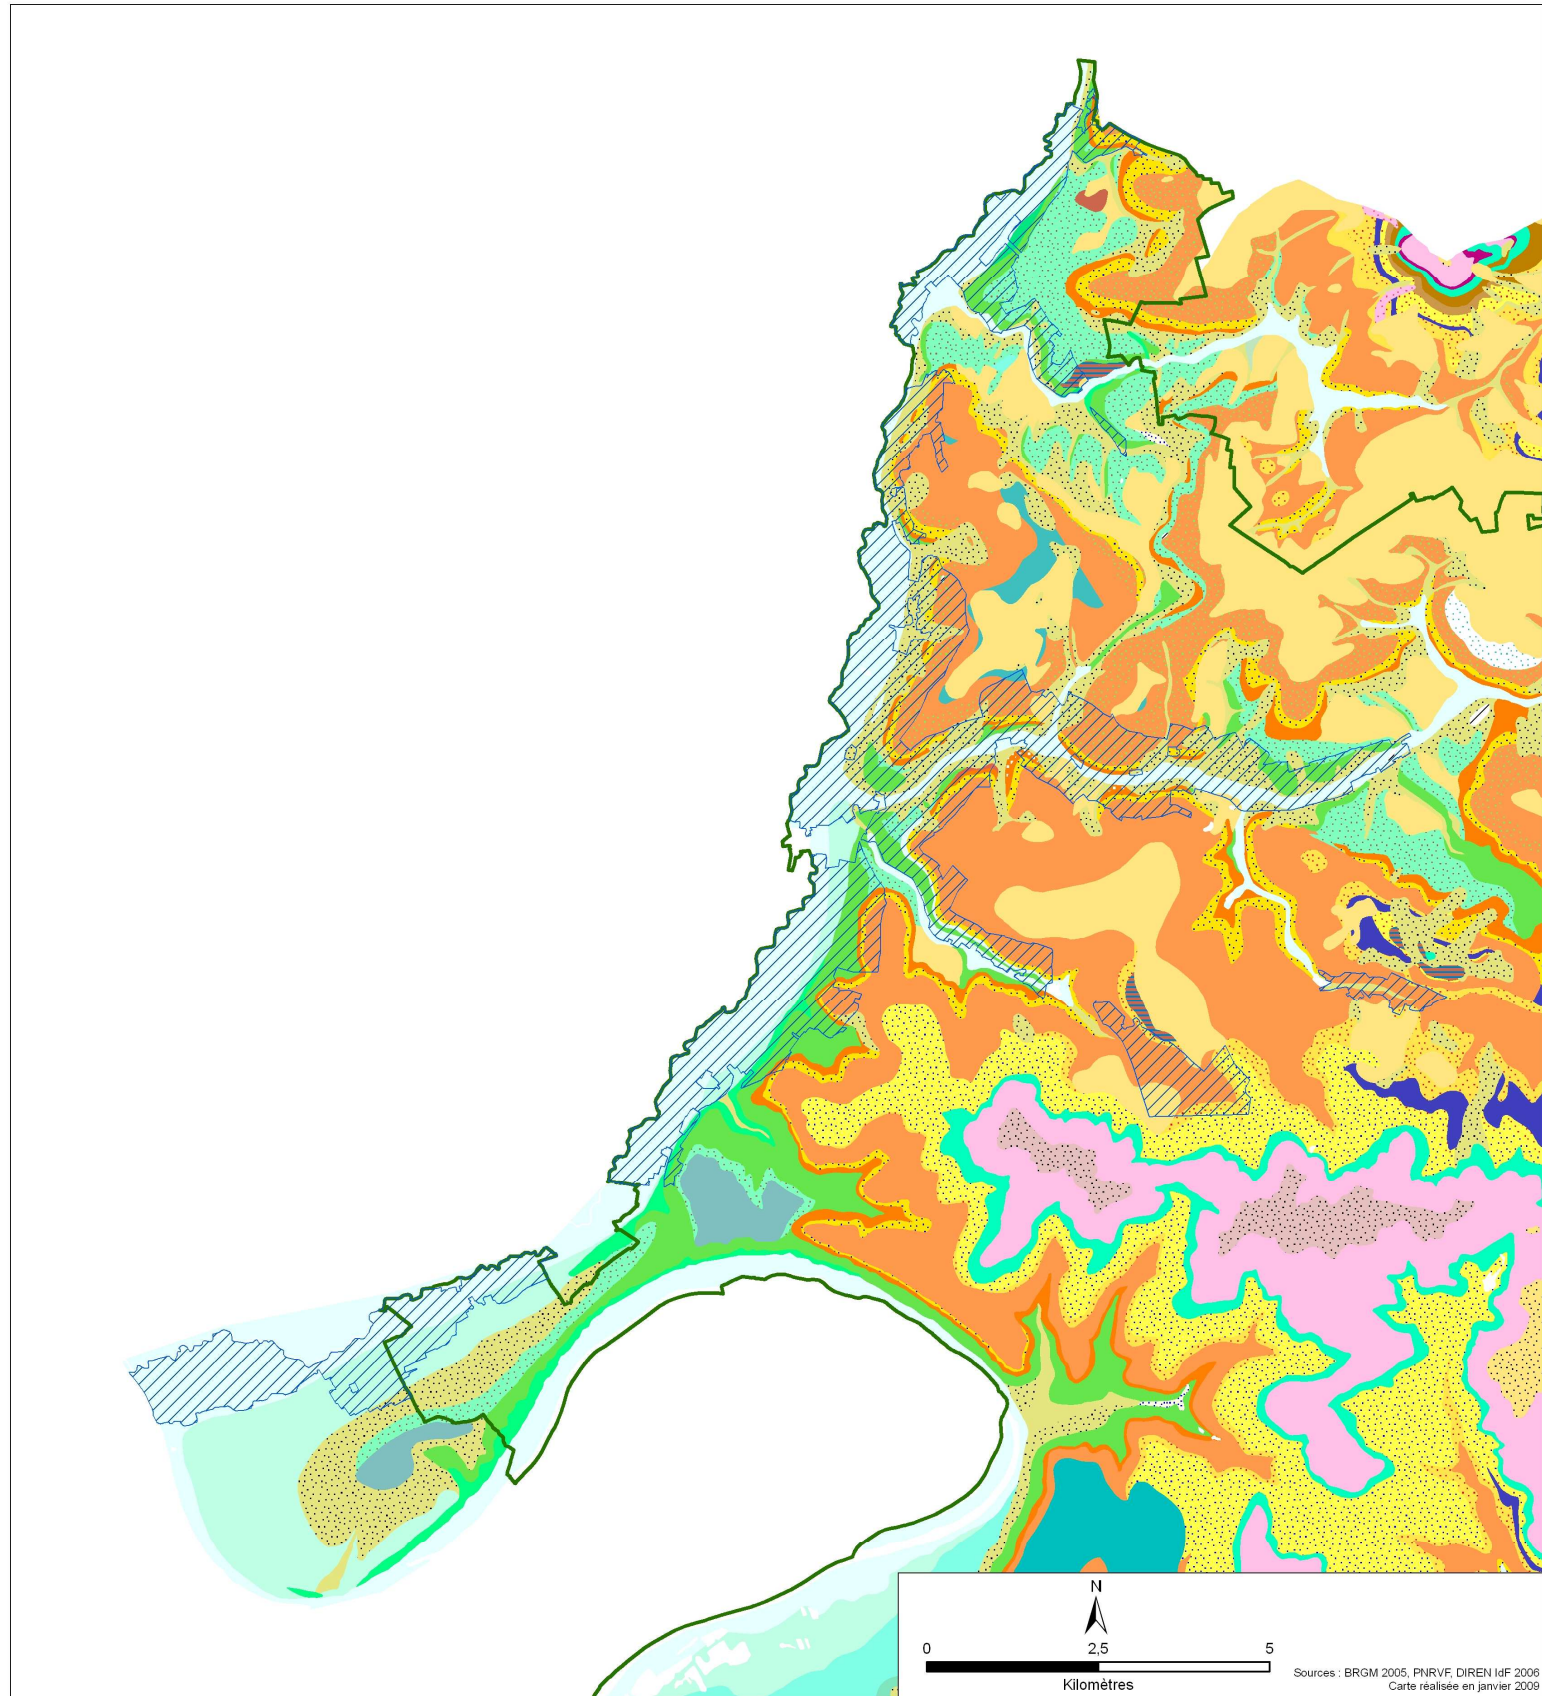 N
0 2,5 5
Kilomètres
Sources : BRGM 2005, PNRVF, DIREN IdF 2006
Carte réalisée en janvier 2009